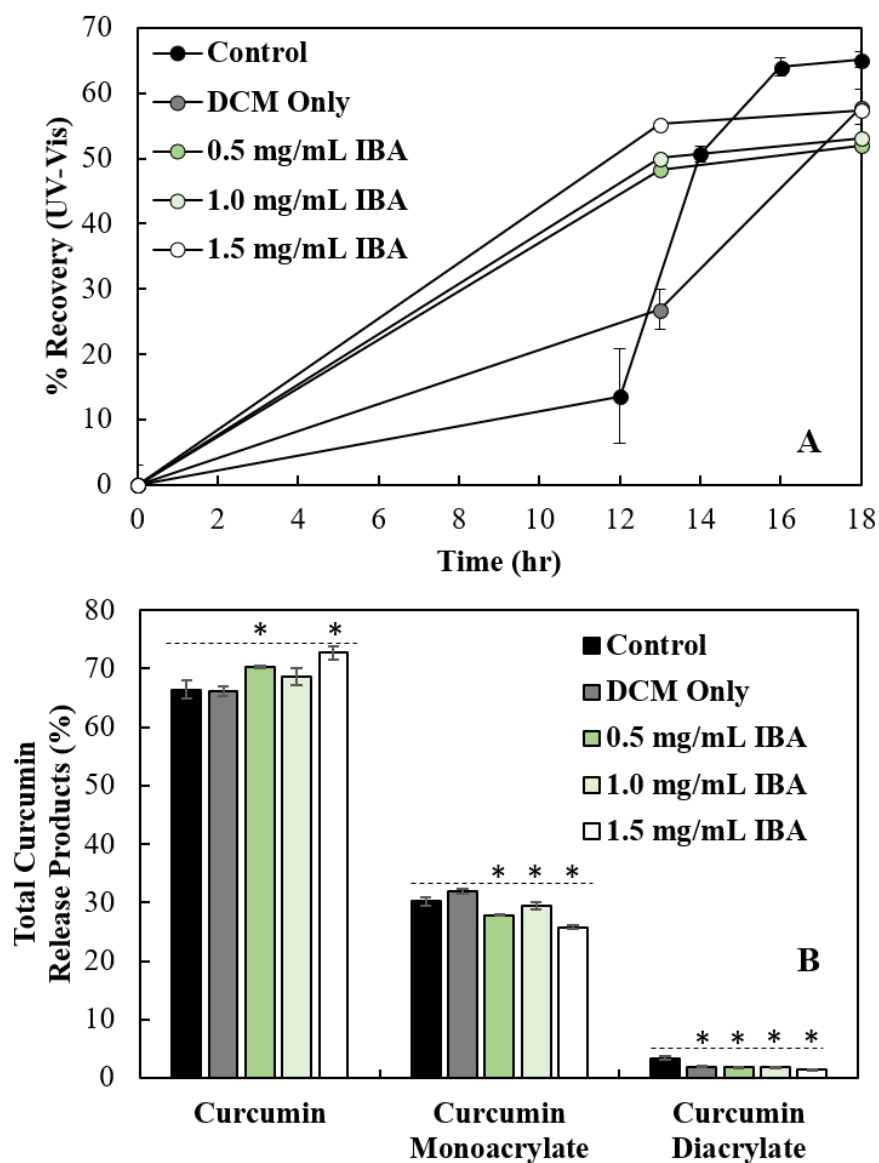 70
60
50
40
30
20
10
0
% Recovery (UV-Vis)
Control
DCM Only
0.5 mg/mL IBA
1.0 mg/mL IBA
1.5 mg/mL IBA
A
0 2 4 6 8 10 12 14 16 18
Time (hr)
80
70
60
50
40
30
20
10
0
Total Curcumin
Release Products (%)
* *
Control
DCM Only
0.5 mg/mL IBA
1.0 mg/mL IBA
1.5 mg/mL IBA
* * *
B
* * * *
Curcumin
Curcumin
Monoacrylate
Curcumin
Diacrylate